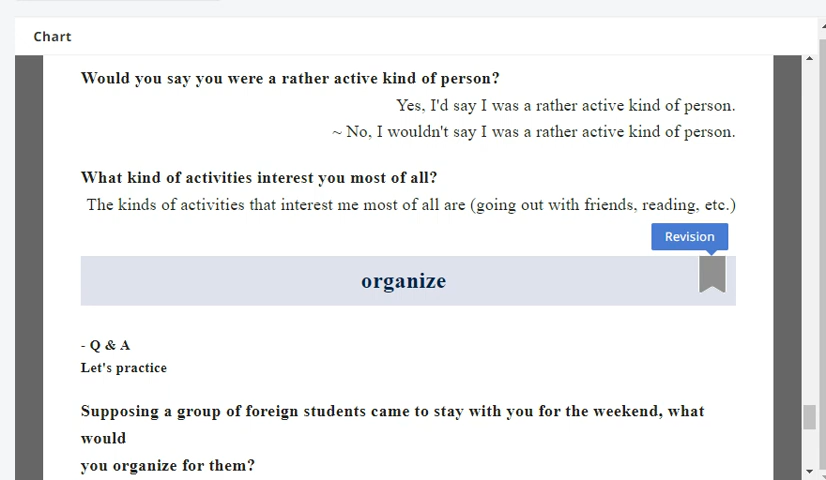 Chart
Would you say you were a rather active kind of person?
Yes, I'd say I was a rather active kind of person.
~ No, I wouldn't say I was a rather active kind of person.
What kind of activities interest you most of all?
The kinds of activities that interest me most of all are (going out with friends, reading, etc.)
Revision
organize
- Q & A
Let's practice
Supposing a group of foreign students came to stay with you for the weekend, what
would
you organize for them?